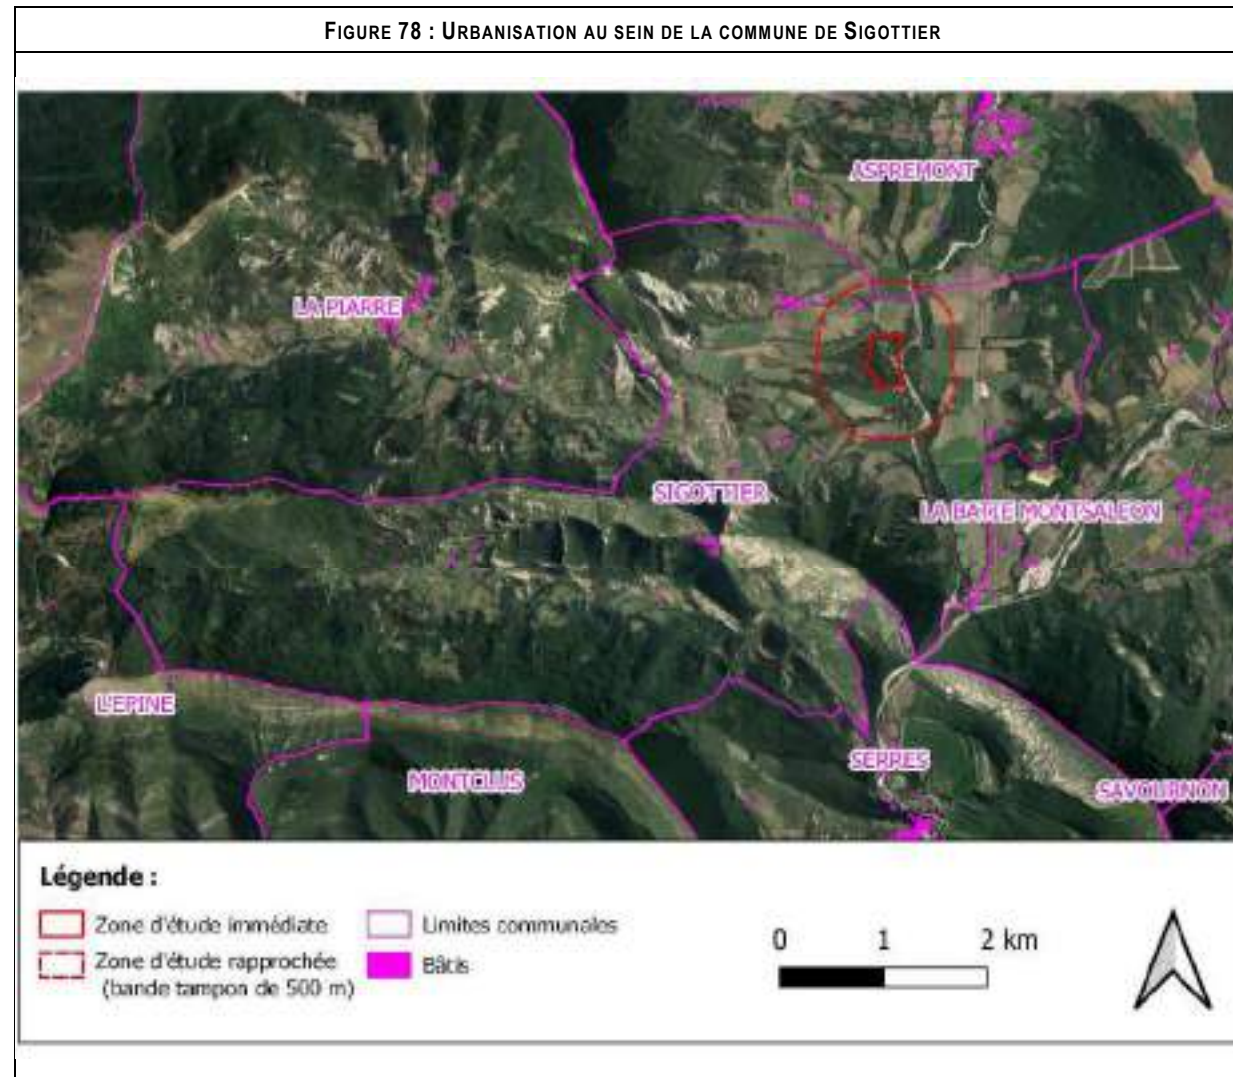 FIGURE 78 : URBANISATION AU SEIN DE LA COMMUNE DE SIGOTTIER
ASPREMONT
LA PIARRE
SIGOTTIER
LA BATIE MONTSALEON
L'EPINE
SERRES
MONTCLUS
SAVOURNON
Légende :
Zone d'étude immédiate
Limites communales
Zone d'étude rapprochée
(bande tampon de 500 m)
Bâtis
0 1 2 km